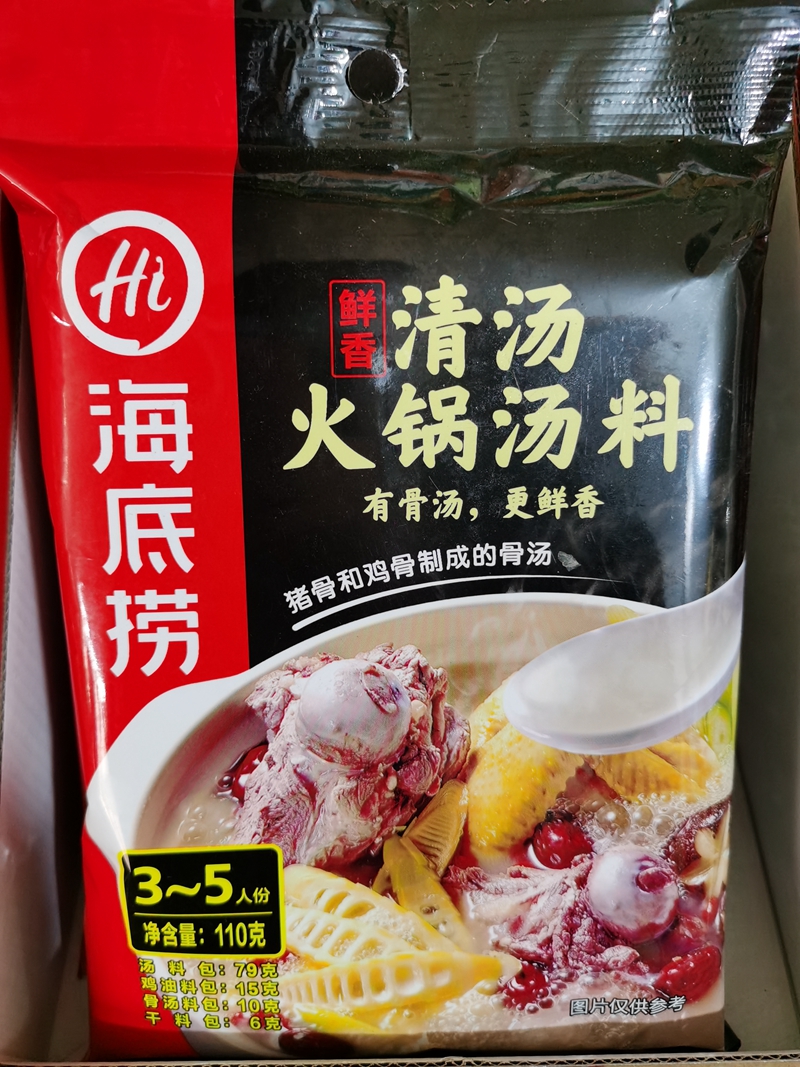 Hi
海底捞
鲜香
清汤
火锅汤料
有骨汤，更鲜香
猪骨和鸡骨制成的骨汤
3~5人份
净含量：110克
汤料包：79克
鸡油料包：15克
骨汤料包：10克
干料包：6克
图片仅供参考